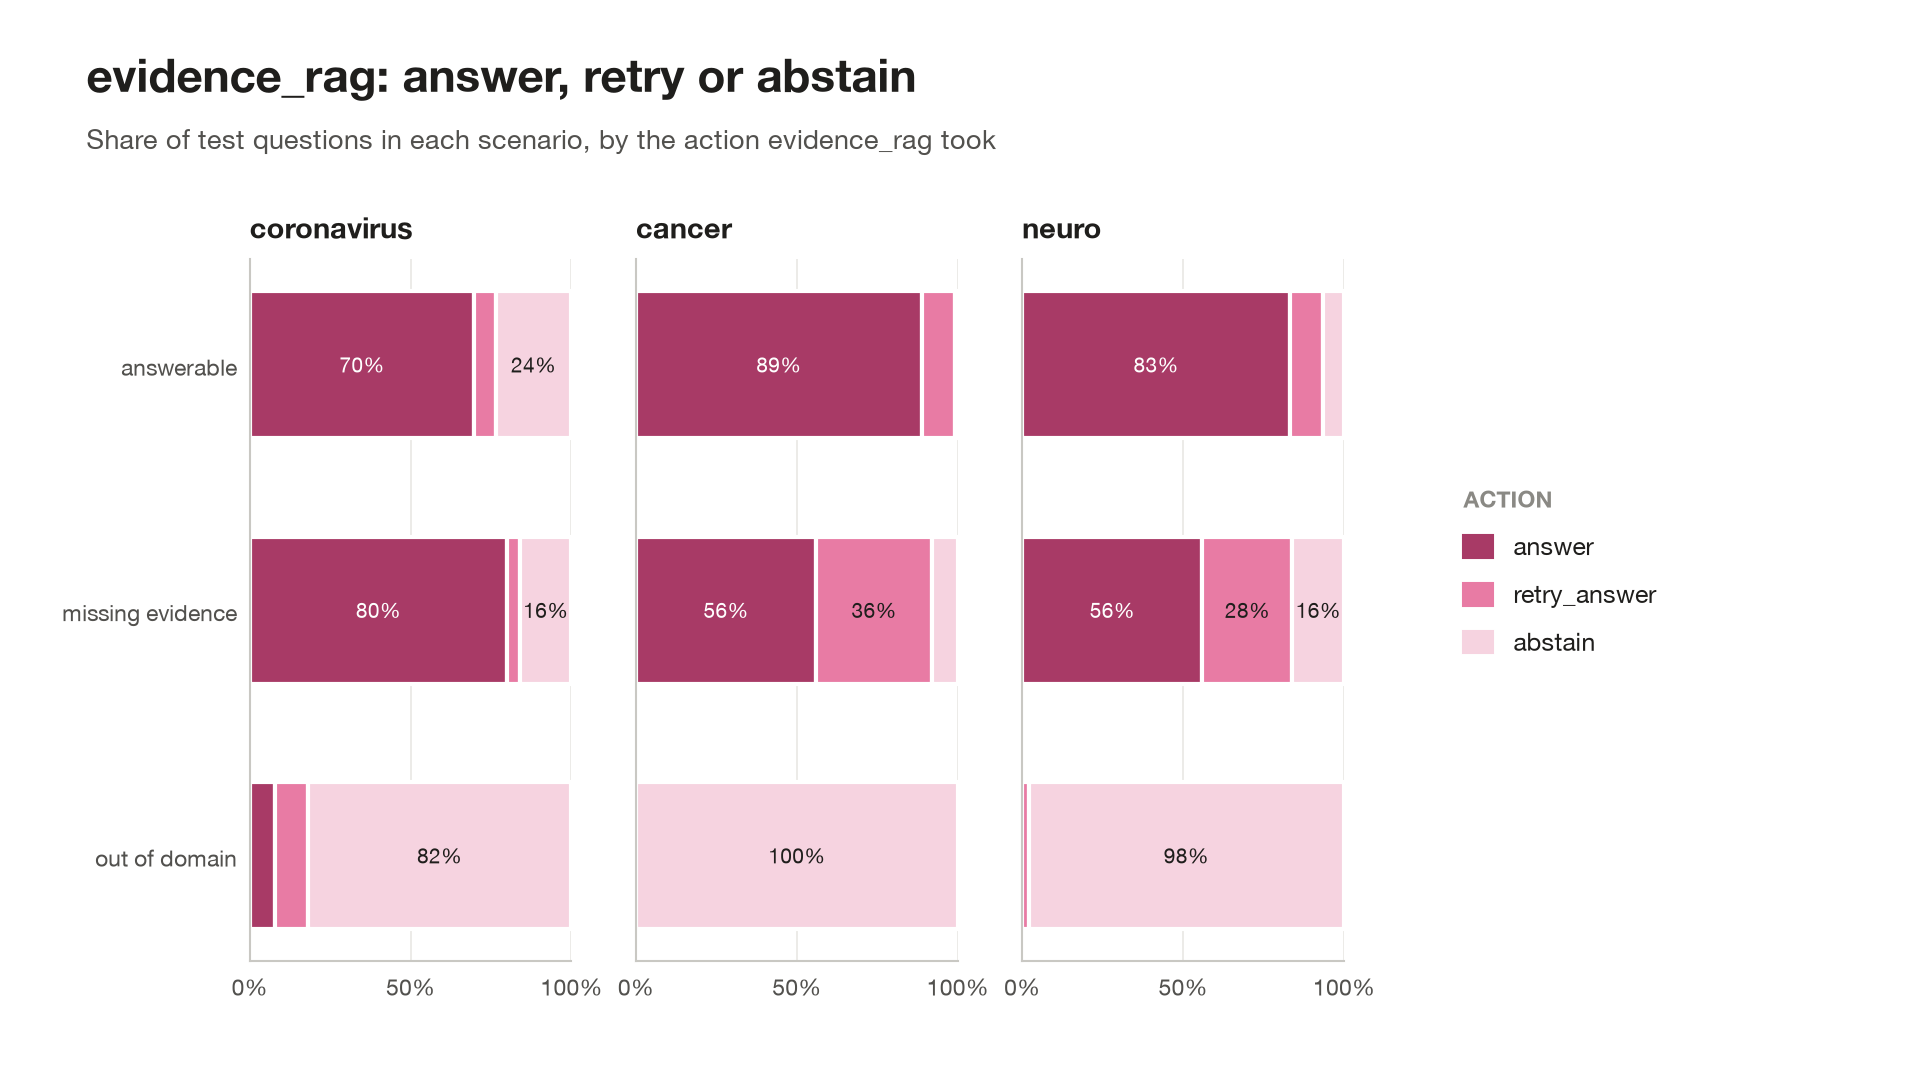 evidence_rag: answer, retry or abstain
Share of test questions in each scenario, by the action evidence_rag took
coronavirus cancer neuro
answerable 70% 24% 89% 83%
missing evidence 80% 16% 56% 36% 56% 28% 16%
out of domain 82% 100% 98%
0% 50% 100% 0% 50% 100% 0% 50% 100%
ACTION
answer
retry_answer
abstain